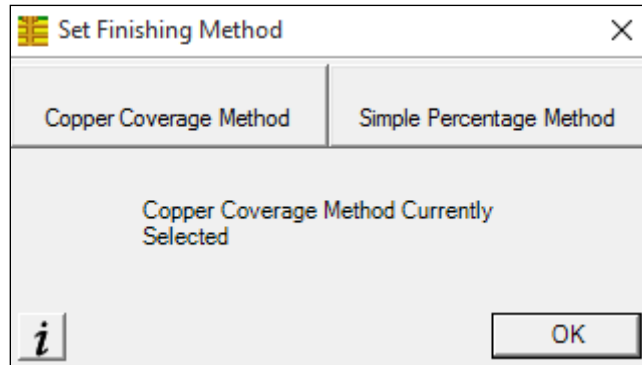 Set Finishing Method
Copper Coverage Method
Simple Percentage Method
Copper Coverage Method Currently
Selected
i
OK